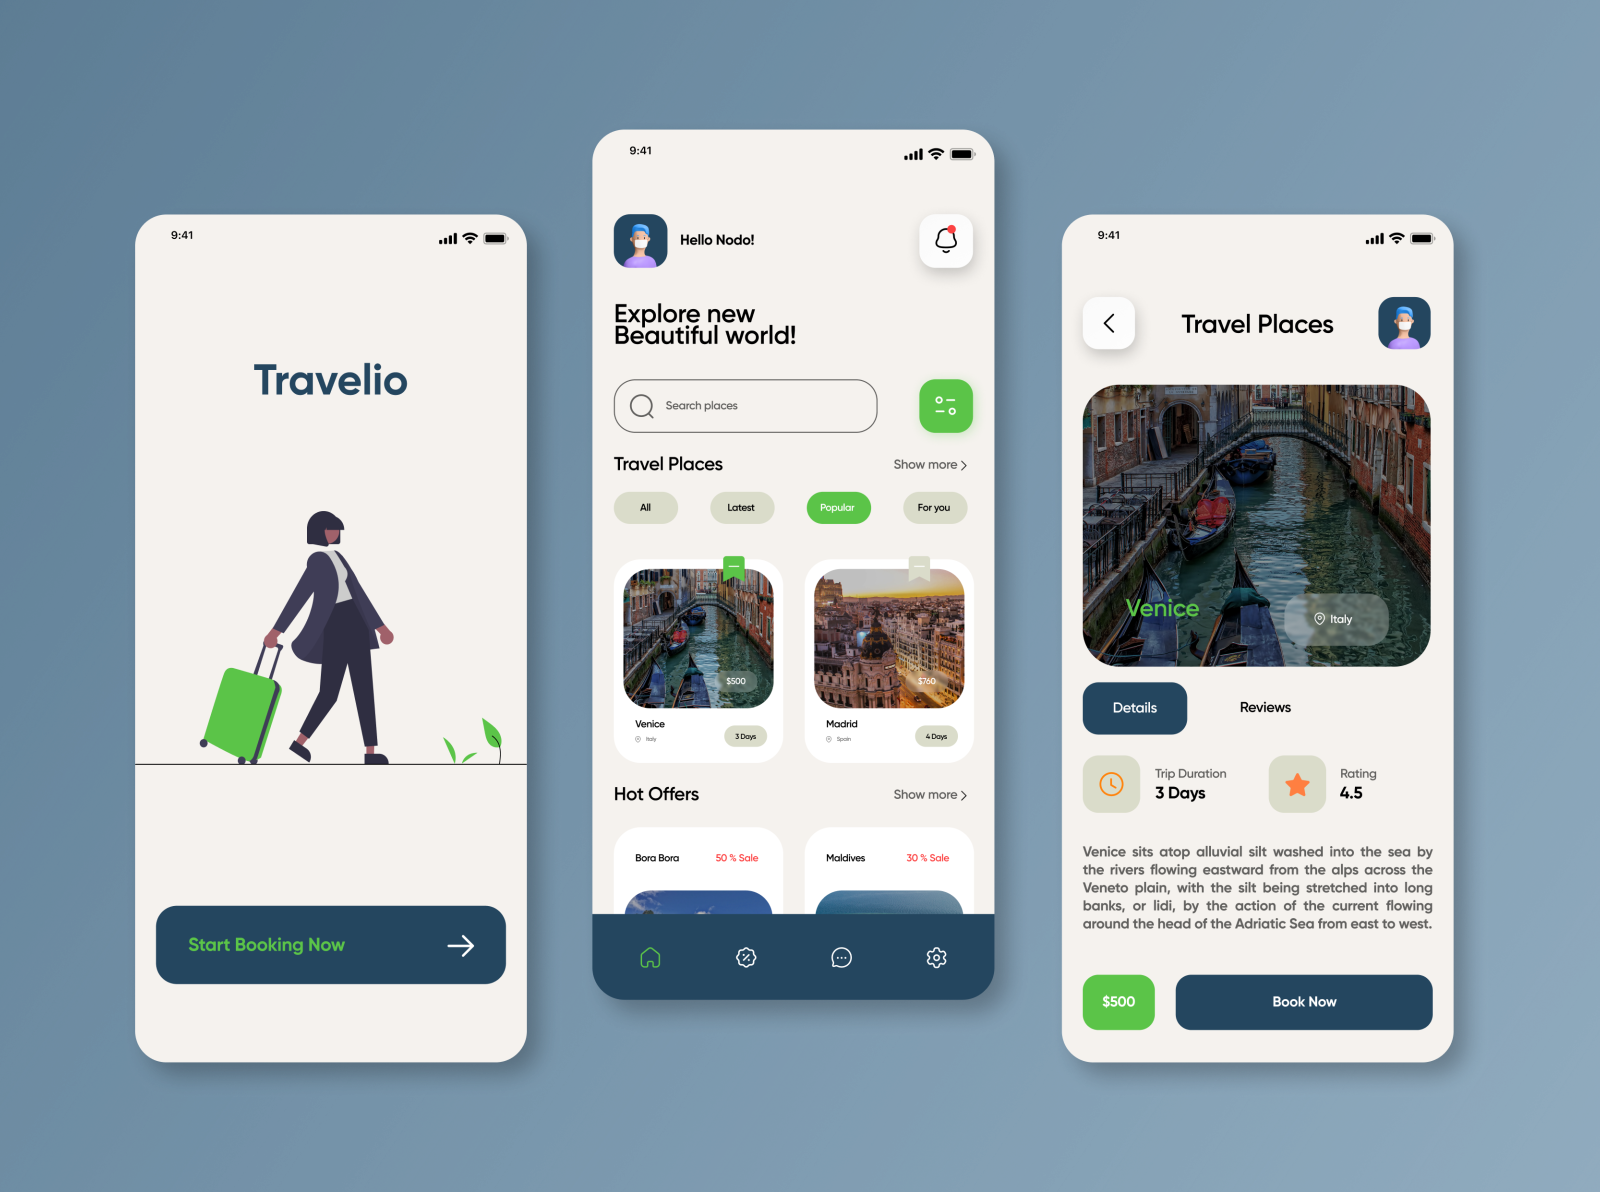 9:41
Travelio
Start Booking Now
9:41
Hello Nodo!
Explore new
Beautiful world!
Search places
Travel Places
Show more
All
Latest
Popular
For you
$500
$760
Venice
Italy
3 Days
Madrid
Spain
4 Days
Hot Offers
Show more
Bora Bora
50 % Sale
Maldives
30 % Sale
9:41
Travel Places
Venice
Italy
Details
Reviews
Trip Duration
3 Days
Rating
4.5
Venice sits atop alluvial silt washed into the sea by
the rivers flowing eastward from the alps across the
Veneto plain, with the silt being stretched into long
banks, or lidi, by the action of the current flowing
around the head of the Adriatic Sea from east to west.
$500
Book Now